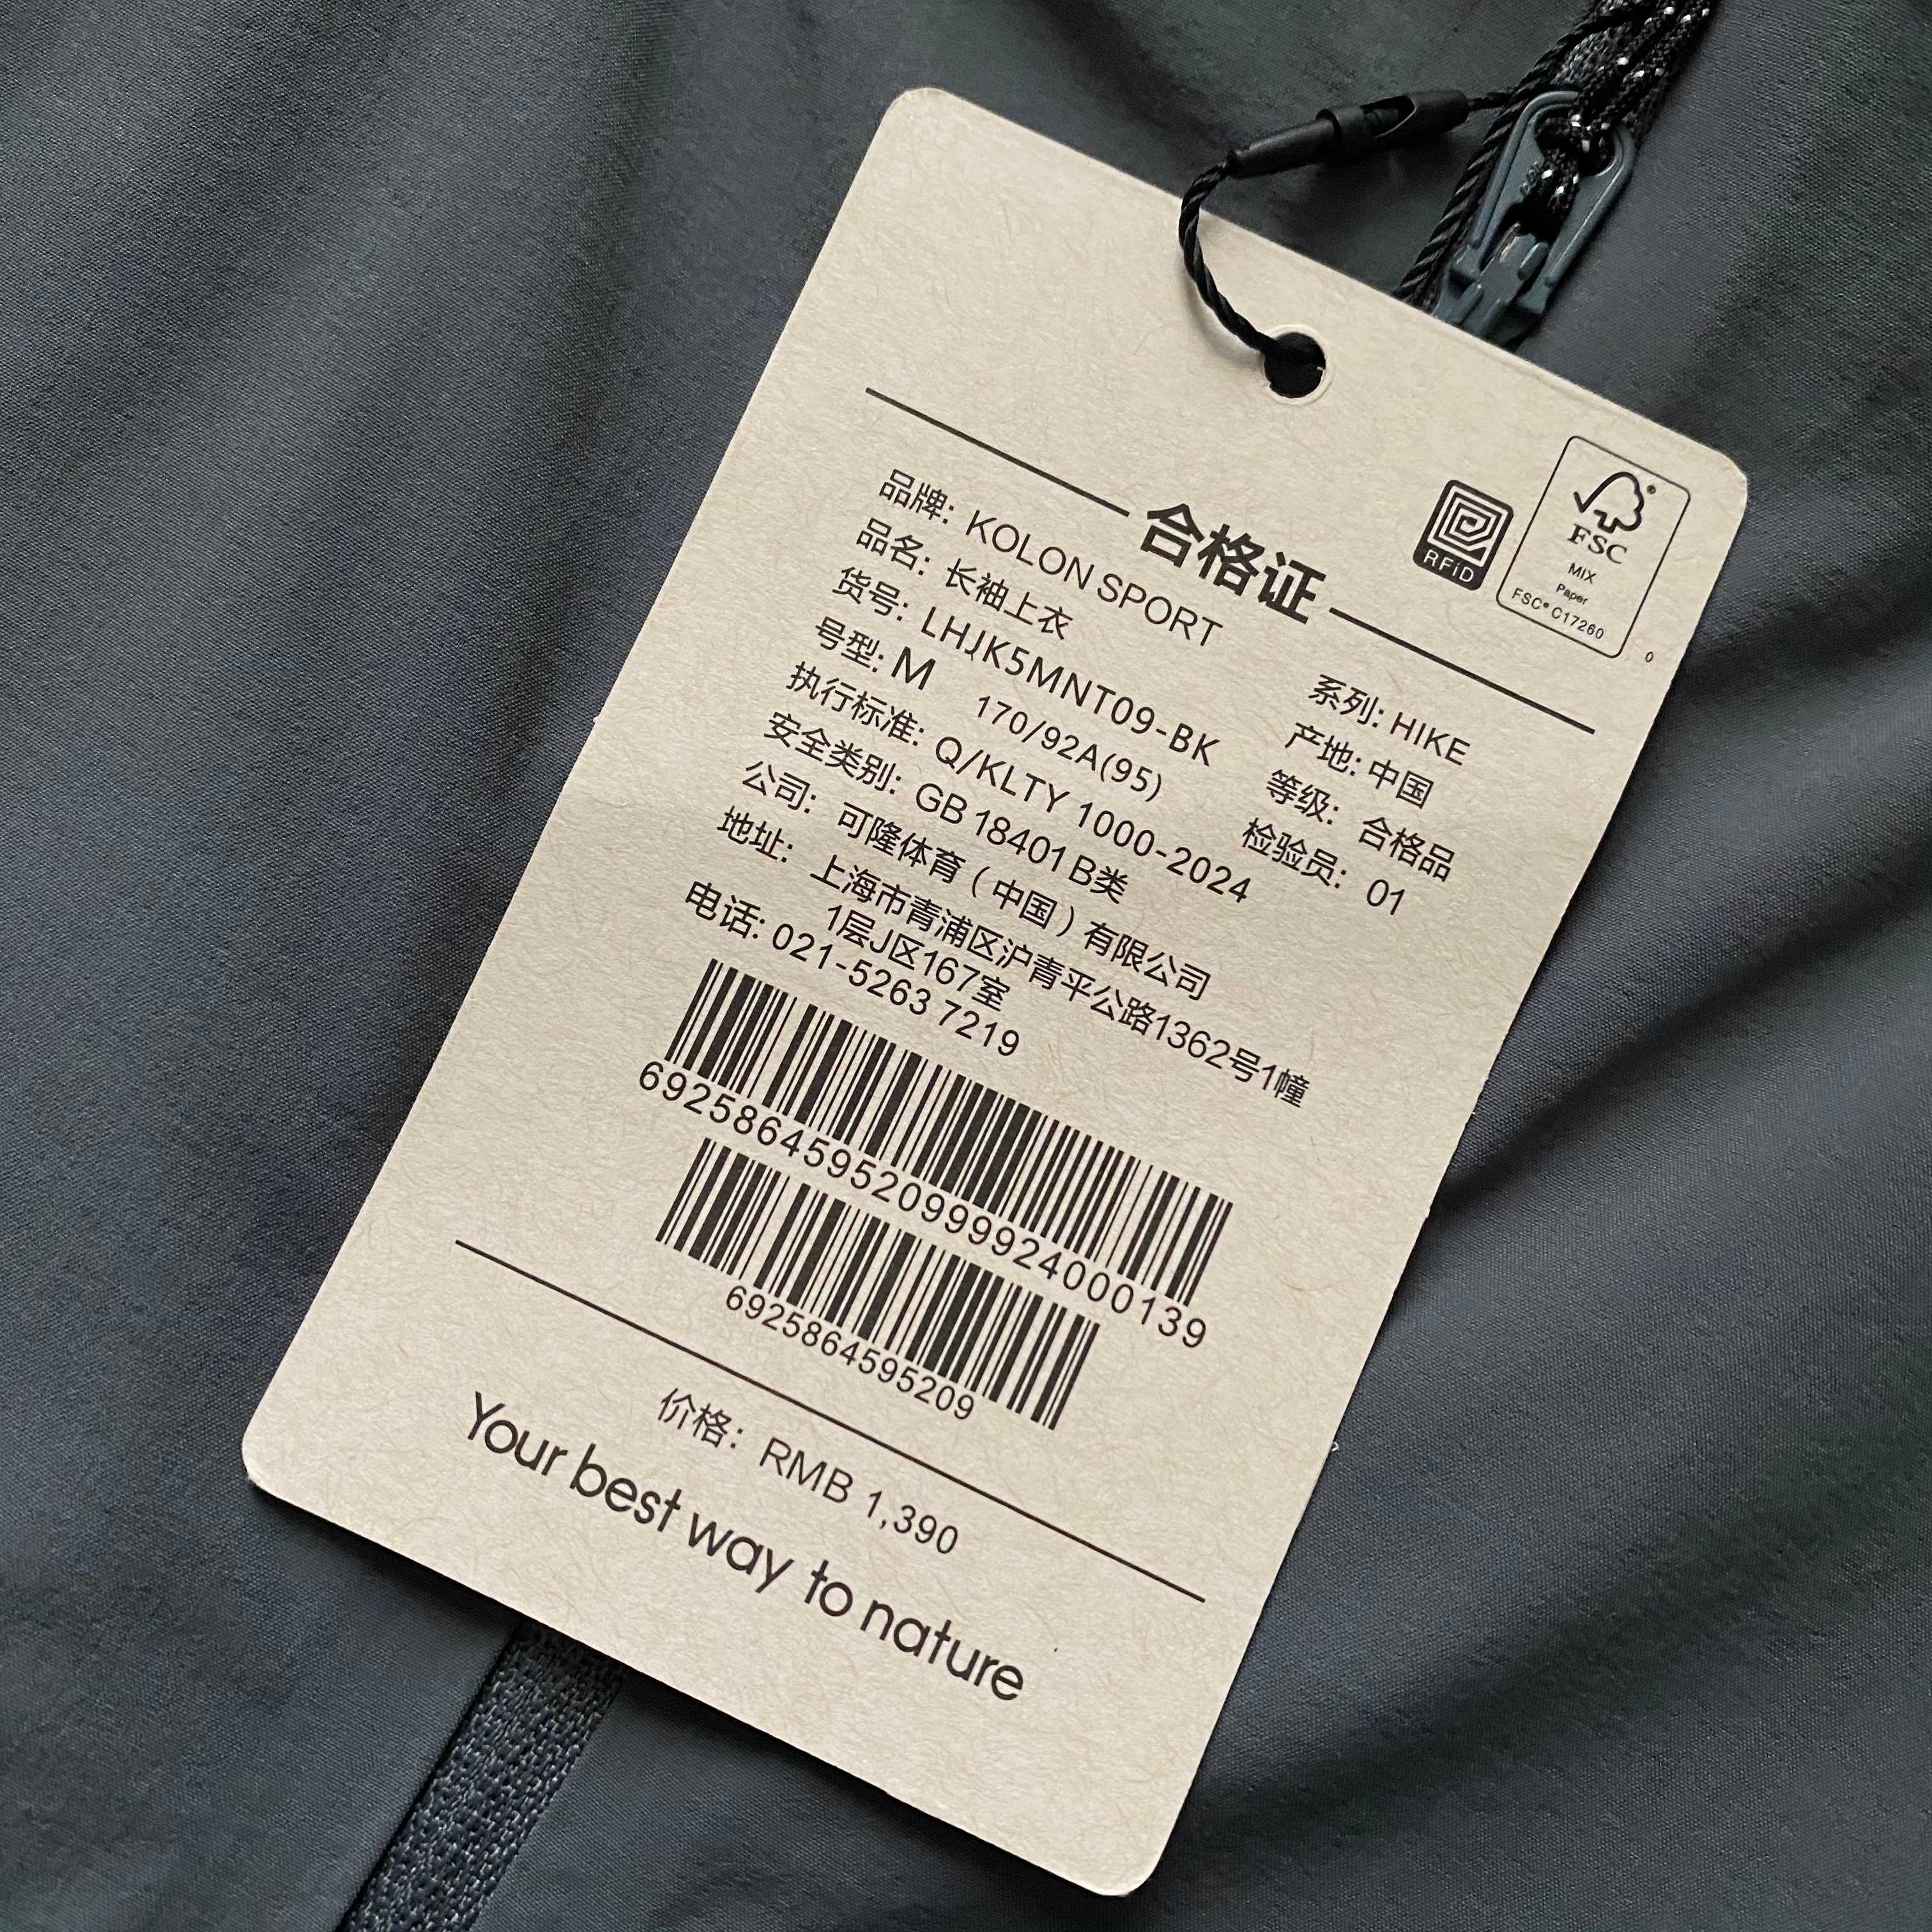 合格证
RFiD
FSC®
MIX
Paper
FSC® C172600
品牌: KOLON SPORT
系列: HIKE
品名: 长袖上衣
产地: 中国
货号: LHJK5MNT09-BK
等级: 合格品
号型: M 170/92A(95)
检验员: 01
执行标准: Q/KLTY 1000-2024
安全类别: GB 18401 B类
公司: 可隆体育（中国）有限公司
地址: 上海市青浦区沪青平公路1362号1幢
1层J区167室
电话: 021-5263 7219
692586459520999924000139
6925864595209
价格: RMB 1,390
Your best way to nature